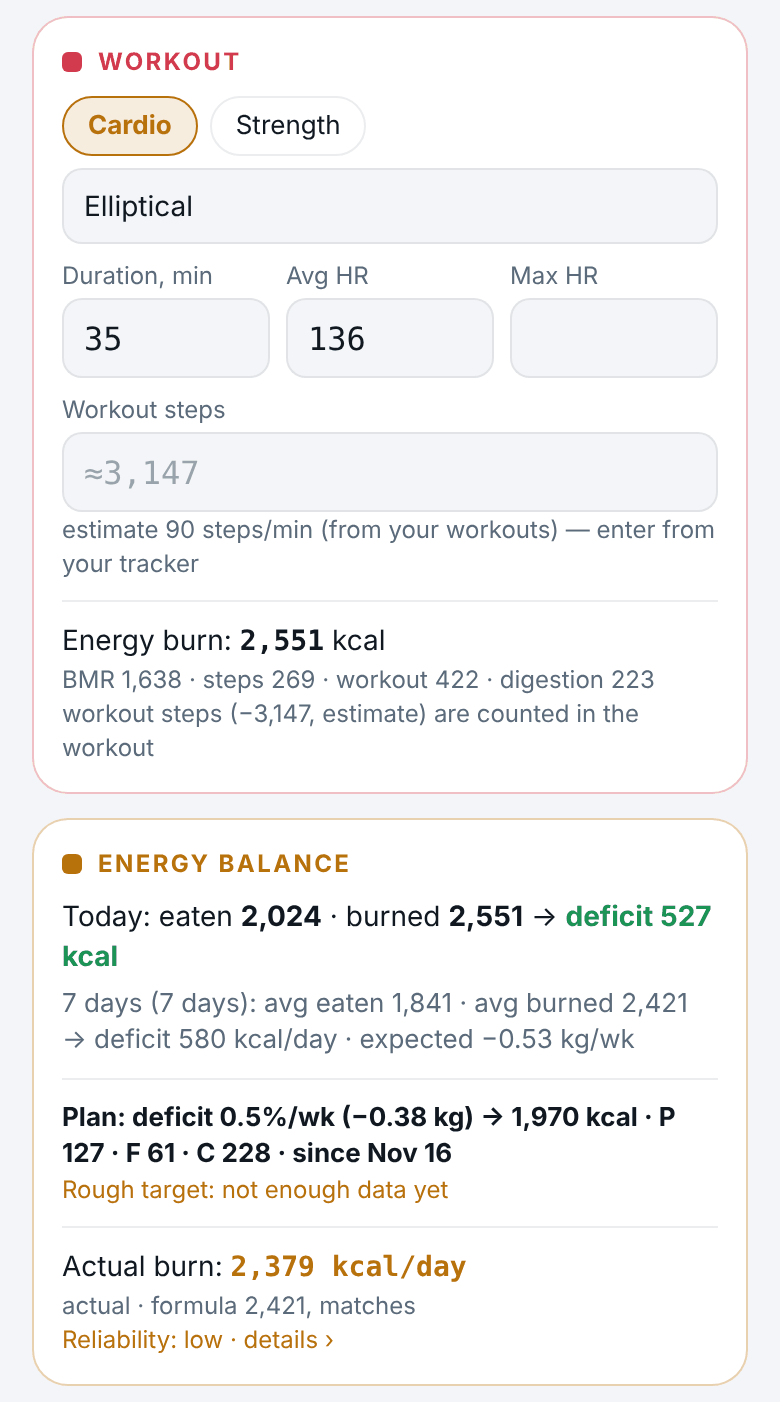 WORKOUT
Cardio Strength
Elliptical
Duration, min Avg HR Max HR
35 136
Workout steps
≈3,147
estimate 90 steps/min (from your workouts) — enter from
your tracker
Energy burn: 2,551 kcal
BMR 1,638 · steps 269 · workout 422 · digestion 223
workout steps (−3,147, estimate) are counted in the
workout
ENERGY BALANCE
Today: eaten 2,024 · burned 2,551 → deficit 527
kcal
7 days (7 days): avg eaten 1,841 · avg burned 2,421
→ deficit 580 kcal/day · expected −0.53 kg/wk
Plan: deficit 0.5%/wk (−0.38 kg) → 1,970 kcal · P
127 · F 61 · C 228 · since Nov 16
Rough target: not enough data yet
Actual burn: 2,379 kcal/day
actual · formula 2,421, matches
Reliability: low · details ›